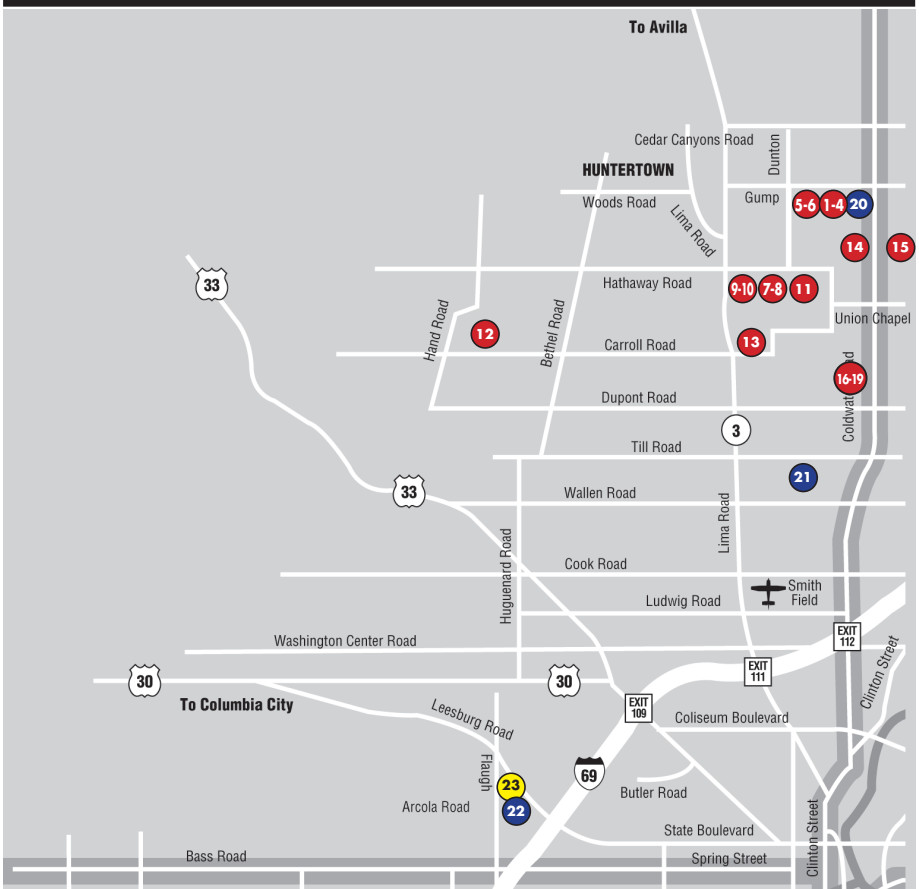 To Avilla
Cedar Canyons Road
Dunton
HUNTERTOWN
Woods Road
Gump
5-6
1-4
20
Lima Road
14
15
33
Hathaway Road
9-10
7-8
11
Union Chapel
Hand Road
12
Bethel Road
Carroll Road
13
16-19
Dupont Road
3
Till Road
21
33
Wallen Road
Lima Road
Huguenard Road
Cook Road
Smith
Field
Ludwig Road
Washington Center Road
EXIT
112
30
30
EXIT
111
Clinton Street
To Columbia City
EXIT
109
Leesburg Road
Coliseum Boulevard
Flaugh
69
23
22
Butler Road
Arcola Road
Clinton Street
State Boulevard
Bass Road
Spring Street